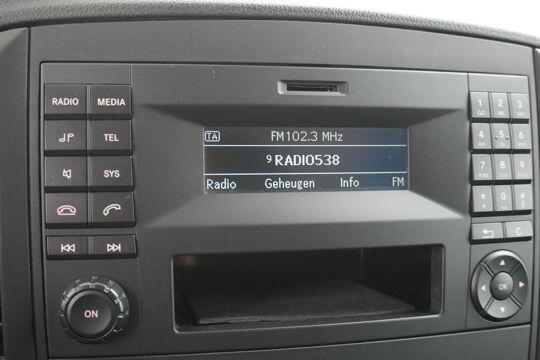 RADIO MEDIA
TEL
SYS
TA FM102.3 MHz
9 RADIO538
Radio Geheugen Info FM
ON
1 2 3
4 5 6
7 8 9
* 0 #
C
OK